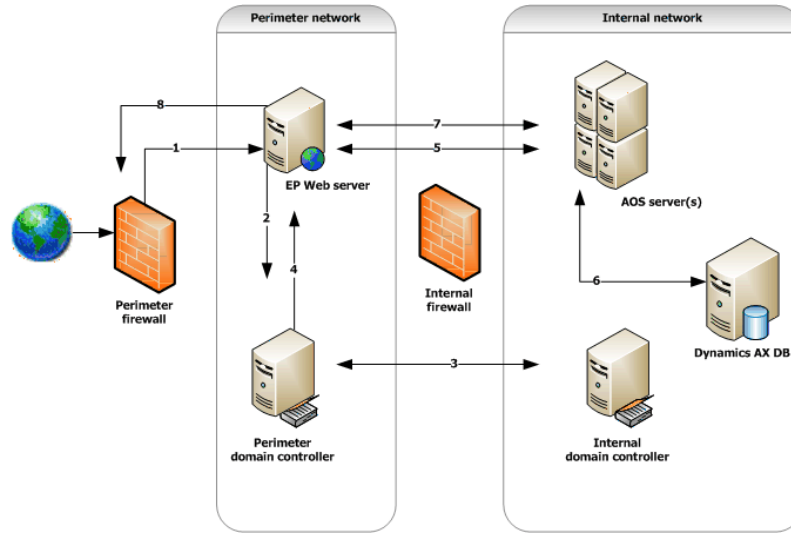 Perimeter network
Internal network
8
1
7
5
EP Web server
AOS server(s)
2
4
Perimeter
firewall
Internal
firewall
6
Dynamics AX DB
3
Perimeter
domain controller
Internal
domain controller